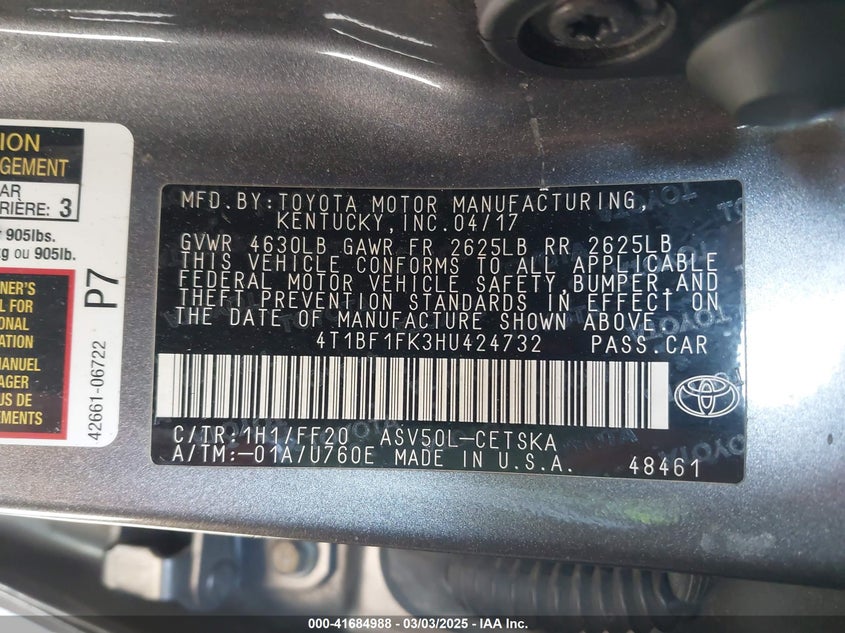 ION
GEMENT
AR
RIÈRE: 3
905lbs.
kg ou 905lb.
NER'S
L FOR
ONAL
ATION
MANUEL
AGER
US DE
EMENTS
P7
42661-06722
MFD.BY:TOYOTA MOTOR MANUFACTURING,
KENTUCKY,INC.04/17
GVWR 4630LB GAWR FR 2625LB RR 2625LB
THIS VEHICLE CONFORMS TO ALL APPLICABLE
FEDERAL MOTOR VEHICLE SAFETY,BUMPER,AND
THEFT PREVENTION STANDARDS IN EFFECT ON
THE DATE OF MANUFACTURE SHOWN ABOVE.
4T1BF1FK3HU424732 PASS.CAR
C/TR:1H1/FF20 ASV50L-CETSKA
A/TM:-01A/U760E MADE IN U.S.A. 48461
000-41684988 - 03/03/2025 - IAA Inc.